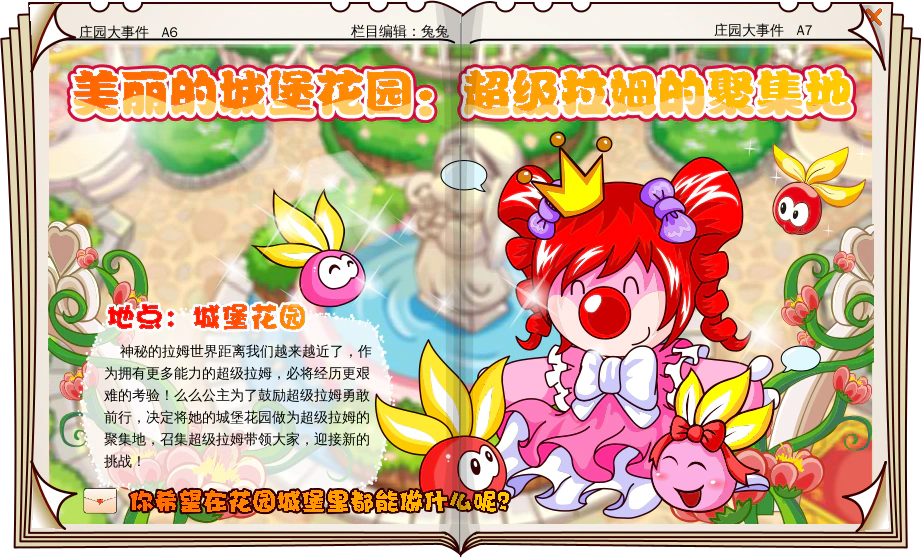 庄园大事件 A6
栏目编辑：兔兔
庄园大事件 A7
美丽的城堡花园：超级拉姆的聚集地
地点：城堡花园
神秘的拉姆世界距离我们越来越近了，作
为拥有更多能力的超级拉姆，必将经历更艰
难的考验！么么公主为了鼓励超级拉姆勇敢
前行，决定将她的城堡花园做为超级拉姆的
聚集地，召集超级拉姆带领大家，迎接新的
挑战！
你希望在花园城堡里都能做什么呢?